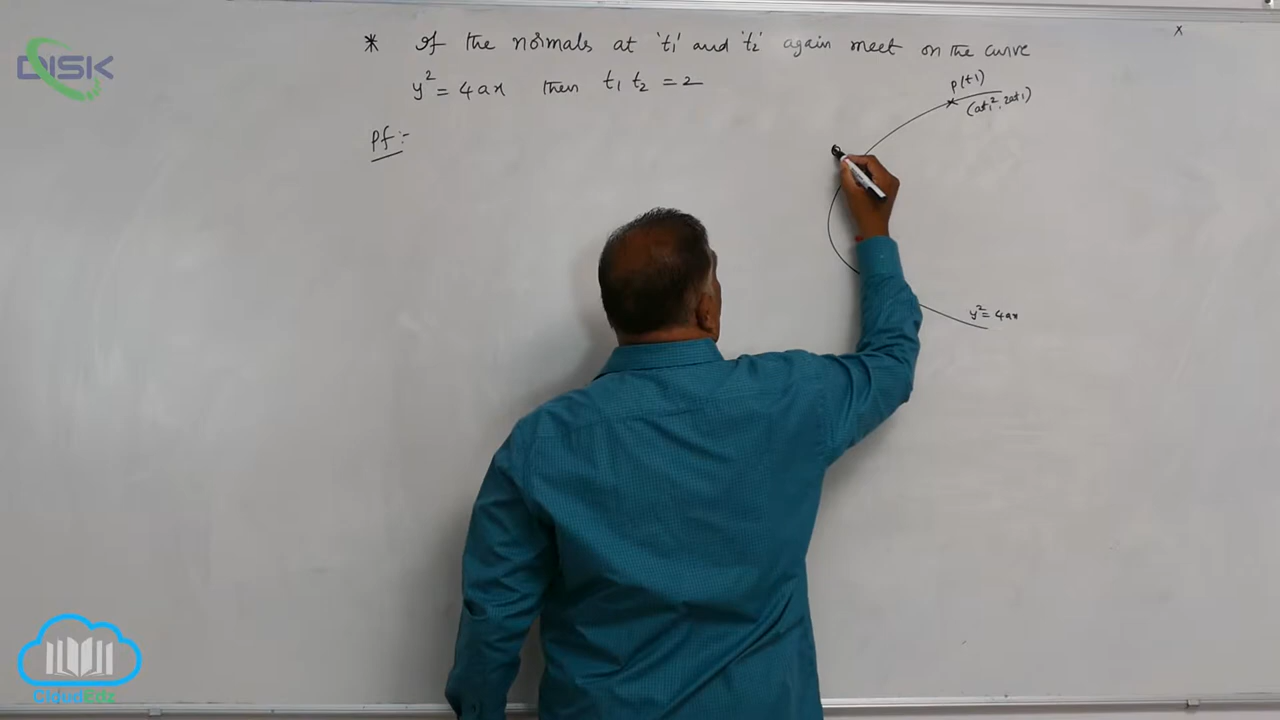 DISK
* If the normals at 't₁' and 't₂' again meet on the curve
y² = 4ax then t₁ t₂ = 2
Pf:-
P(t1)
(at₁², 2at₁)
y² = 4ax
x
CloudEdz